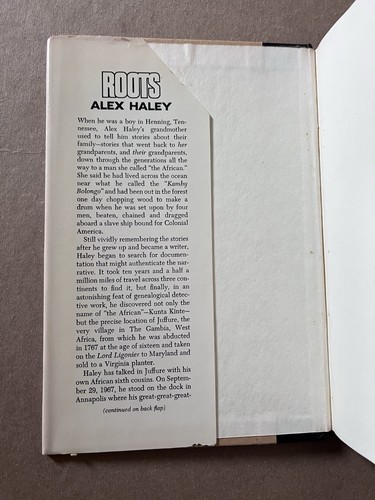 ROOTS
ALEX HALEY
When he was a boy in Henning, Ten-
nessee, Alex Haley's grandmother
used to tell him stories about their
family—stories that went back to her
grandparents, and their grandparents,
down through the generations all the
way to a man she called "the African."
She said he had lived across the ocean
near what he called the "Kamby
Bolongo" and had been out in the forest
one day chopping wood to make a
drum when he was set upon by four
men, beaten, chained and dragged
aboard a slave ship bound for Colonial
America.
Still vividly remembering the stories
after he grew up and became a writer,
Haley began to search for documen-
tation that might authenticate the nar-
rative. It took ten years and a half a
million miles of travel across three con-
tinents to find it, but finally, in an
astonishing feat of genealogical detec-
tive work, he discovered not only the
name of "the African"—Kunta Kinte—
but the precise location of Juffure, the
very village in The Gambia, West
Africa, from which he was abducted
in 1767 at the age of sixteen and taken
on the Lord Ligonier to Maryland and
sold to a Virginia planter.
Haley has talked in Juffure with his
own African sixth cousins. On Septem-
ber 29, 1967, he stood on the dock in
Annapolis where his great-great-great-
(continued on back flap)